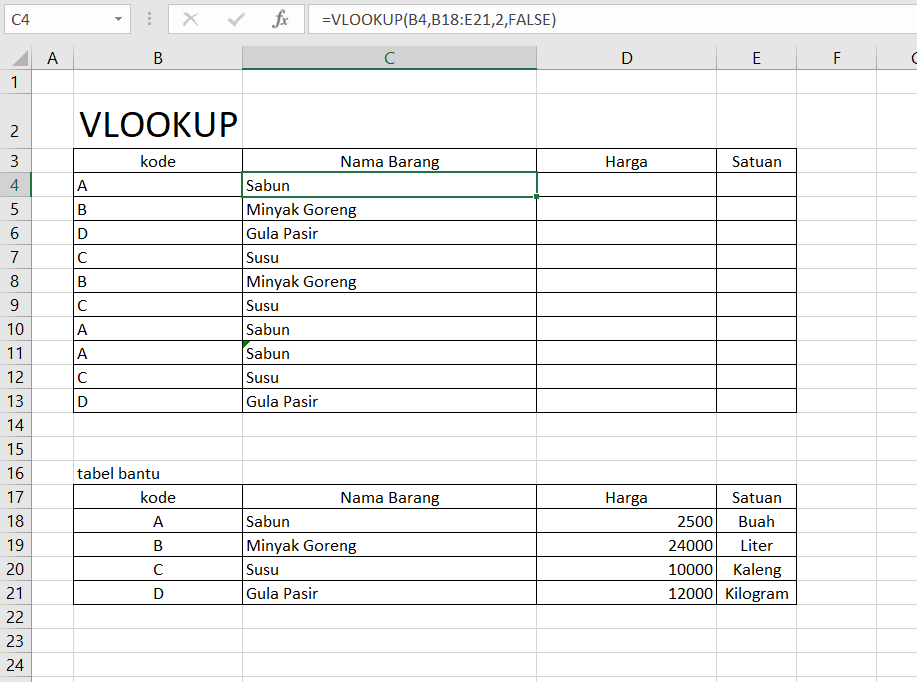 C4 fx =VLOOKUP(B4,B18:E21,2,FALSE)
A B C D E F
1
2 VLOOKUP
3 kode Nama Barang Harga Satuan
4 A Sabun
5 B Minyak Goreng
6 D Gula Pasir
7 C Susu
8 B Minyak Goreng
9 C Susu
10 A Sabun
11 A Sabun
12 C Susu
13 D Gula Pasir
14
15
16 tabel bantu
17 kode Nama Barang Harga Satuan
18 A Sabun 2500 Buah
19 B Minyak Goreng 24000 Liter
20 C Susu 10000 Kaleng
21 D Gula Pasir 12000 Kilogram
22
23
24